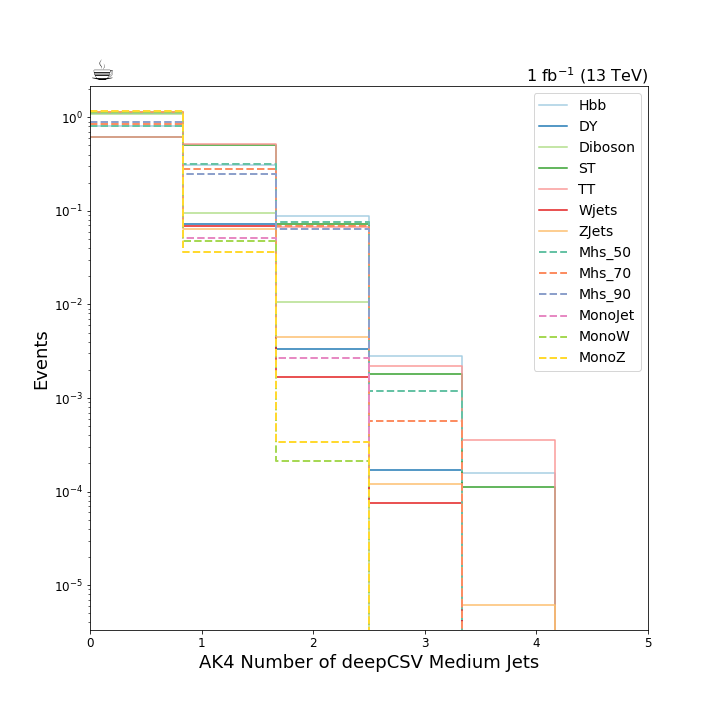 1 fb⁻¹ (13 TeV)
10⁰
10⁻¹
10⁻²
10⁻³
10⁻⁴
10⁻⁵
Events
Hbb
DY
Diboson
ST
TT
Wjets
ZJets
Mhs_50
Mhs_70
Mhs_90
MonoJet
MonoW
MonoZ
0 1 2 3 4 5
AK4 Number of deepCSV Medium Jets